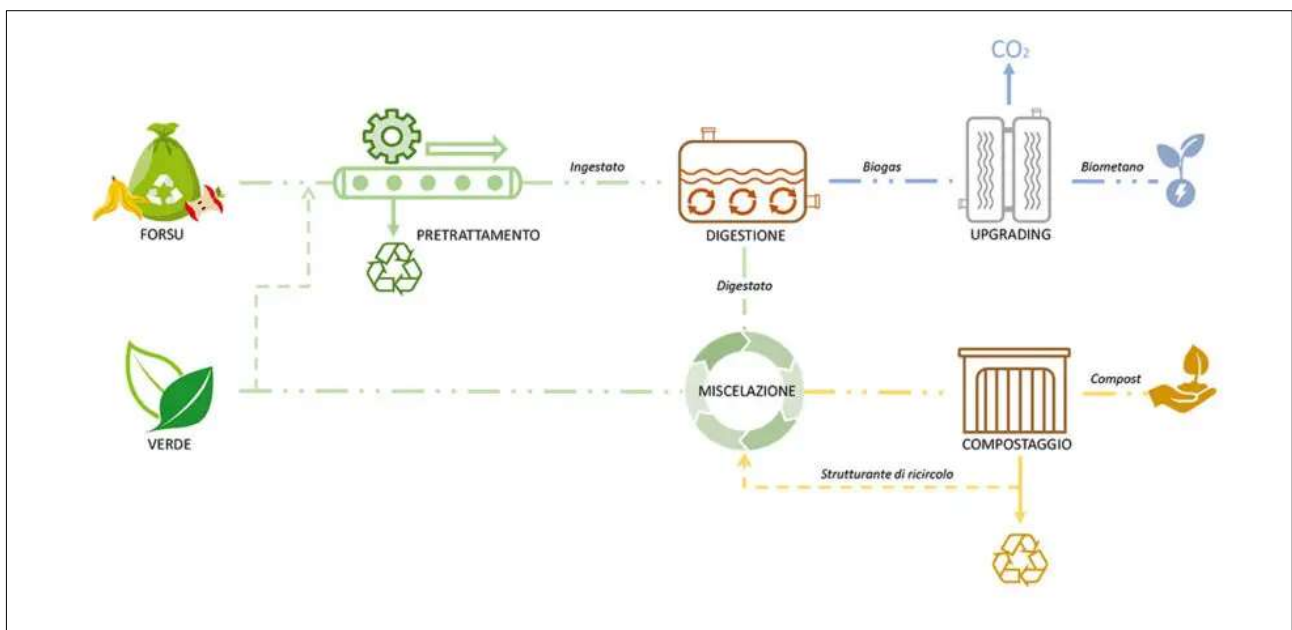 CO₂
Ingestato
Biogas
Biometano
FORSU
PRETRATTAMENTO
DIGESTIONE
UPGRADING
Digestato
MISCELAZIONE
Compost
VERDE
COMPOSTAGGIO
Strutturante di ricircolo